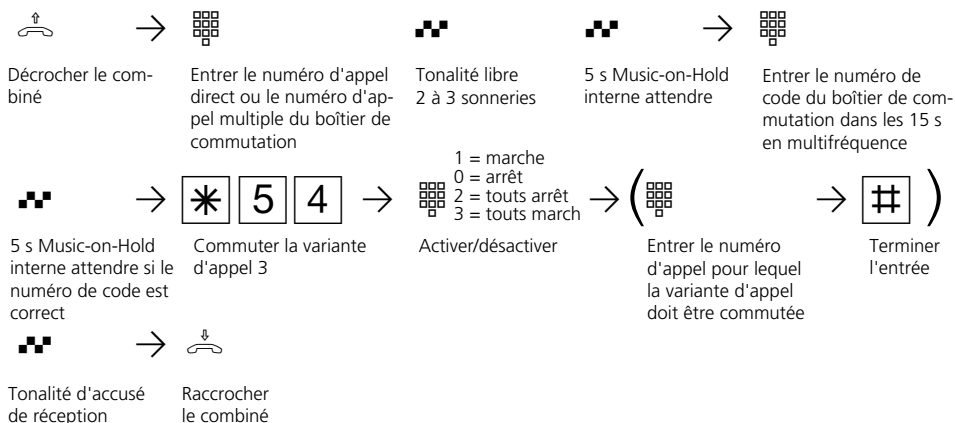 Décrocher le com-
biné
Entrer le numéro d'appel
direct ou le numéro d'ap-
pel multiple du boîtier de
commutation
Tonalité libre
2 à 3 sonneries
5 s Music-on-Hold
interne attendre
Entrer le numéro de
code du boîtier de com-
mutation dans les 15 s
en multifréquence
5 s Music-on-Hold
interne attendre si le
numéro de code est
correct
* 5 4
Commuter la variante
d'appel 3
1 = marche
0 = arrêt
2 = touts arrêt
3 = touts march
Activer/désactiver
(
Entrer le numéro
d'appel pour lequel
la variante d'appel
doit être commutée
# )
Terminer
l'entrée
Tonalité d'accusé
de réception
Raccrocher
le combiné